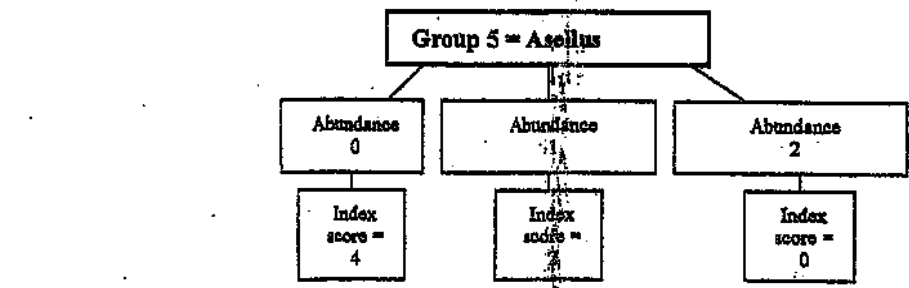 Group 5 = Asellus
Abundance
0
Abundance
1
Abundance
2
Index
score =
4
Index
score =
Index
score =
0